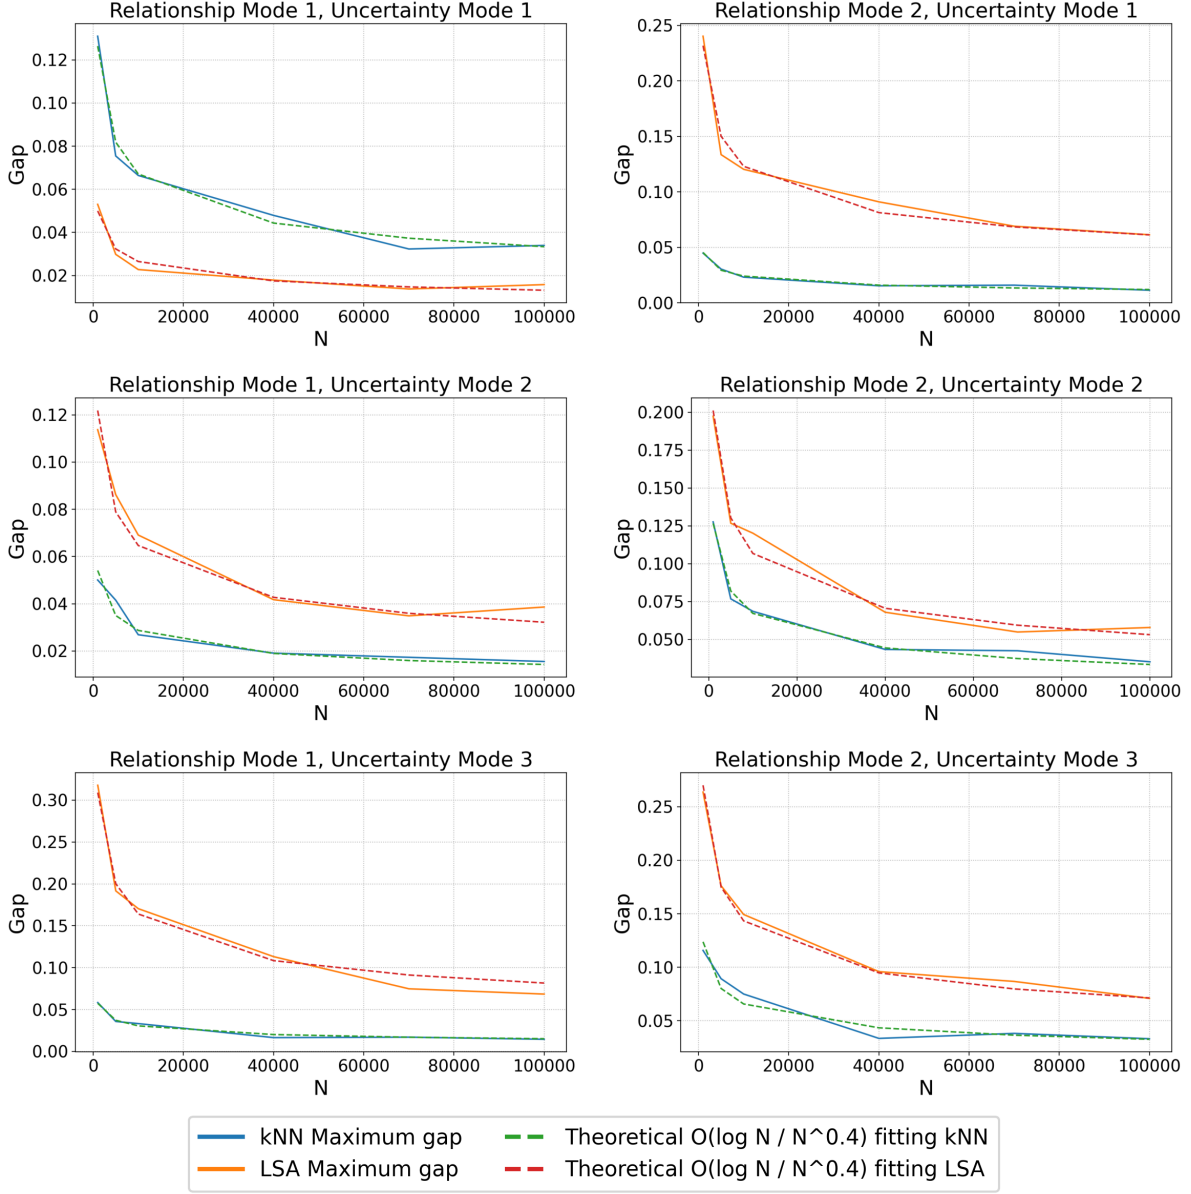 Relationship Mode 1, Uncertainty Mode 1
0.12
0.10
0.08
0.06
0.04
0.02
Gap
0 20000 40000 60000 80000 100000
N
Relationship Mode 2, Uncertainty Mode 1
0.25
0.20
0.15
0.10
0.05
0.00
Gap
0 20000 40000 60000 80000 100000
N
Relationship Mode 1, Uncertainty Mode 2
0.12
0.10
0.08
0.06
0.04
0.02
Gap
0 20000 40000 60000 80000 100000
N
Relationship Mode 2, Uncertainty Mode 2
0.200
0.175
0.150
0.125
0.100
0.075
0.050
Gap
0 20000 40000 60000 80000 100000
N
Relationship Mode 1, Uncertainty Mode 3
0.30
0.25
0.20
0.15
0.10
0.05
0.00
Gap
0 20000 40000 60000 80000 100000
N
Relationship Mode 2, Uncertainty Mode 3
0.25
0.20
0.15
0.10
0.05
Gap
0 20000 40000 60000 80000 100000
N
kNN Maximum gap
LSA Maximum gap
Theoretical O(log N / N^0.4) fitting kNN
Theoretical O(log N / N^0.4) fitting LSA